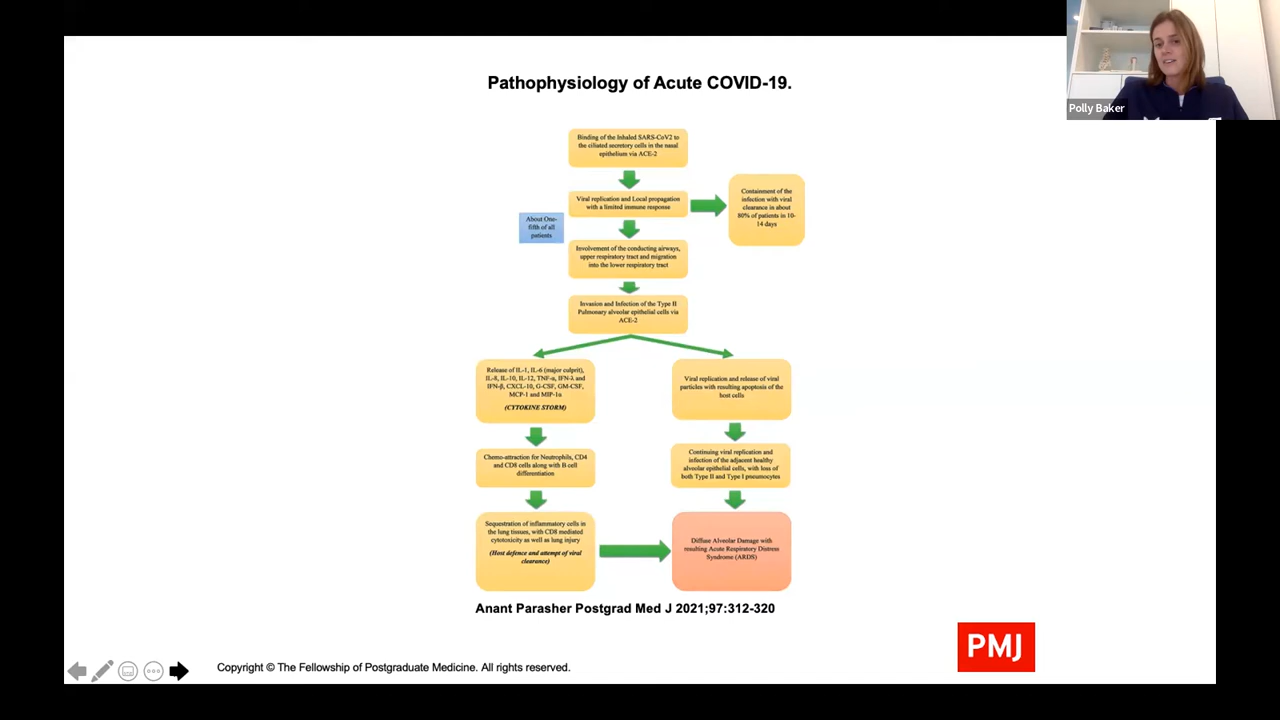 Polly Baker
Pathophysiology of Acute COVID-19.
Binding of the Inhaled SARS-CoV2 to
the ciliated secretory cells in the nasal
epithelium via ACE-2
Viral replication and Local propagation
with a limited immune response
Containment of the
infection with viral
clearance in about
80% of patients in 10-
14 days
About One-
fifth of all
patients
Involvement of the conducting airways,
upper respiratory tract and migration
into the lower respiratory tract
Invasion and Infection of the Type II
Pulmonary alveolar epithelial cells via
ACE-2
Release of IL-1, IL-6 (major culprit),
IL-8, IL-10, IL-12, TNF-α, IFN-λ and
IFN-β, CXCL-10, G-CSF, GM-CSF,
MCP-1 and MIP-1α
(CYTOKINE STORM)
Viral replication and release of viral
particles with resulting apoptosis of the
host cells
Chemo-attraction for Neutrophils, CD4
and CD8 cells along with B cell
differentiation
Continuing viral replication and
infection of the adjacent healthy
alveolar epithelial cells, with loss of
both Type II and Type I pneumocytes
Sequestration of inflammatory cells in
the lung tissues, with CD8 mediated
cytotoxicity as well as lung injury
(Host defence and attempt of viral
clearance)
Diffuse Alveolar Damage with
resulting Acute Respiratory Distress
Syndrome (ARDS)
Anant Parasher Postgrad Med J 2021;97:312-320
PMJ
Copyright © The Fellowship of Postgraduate Medicine. All rights reserved.